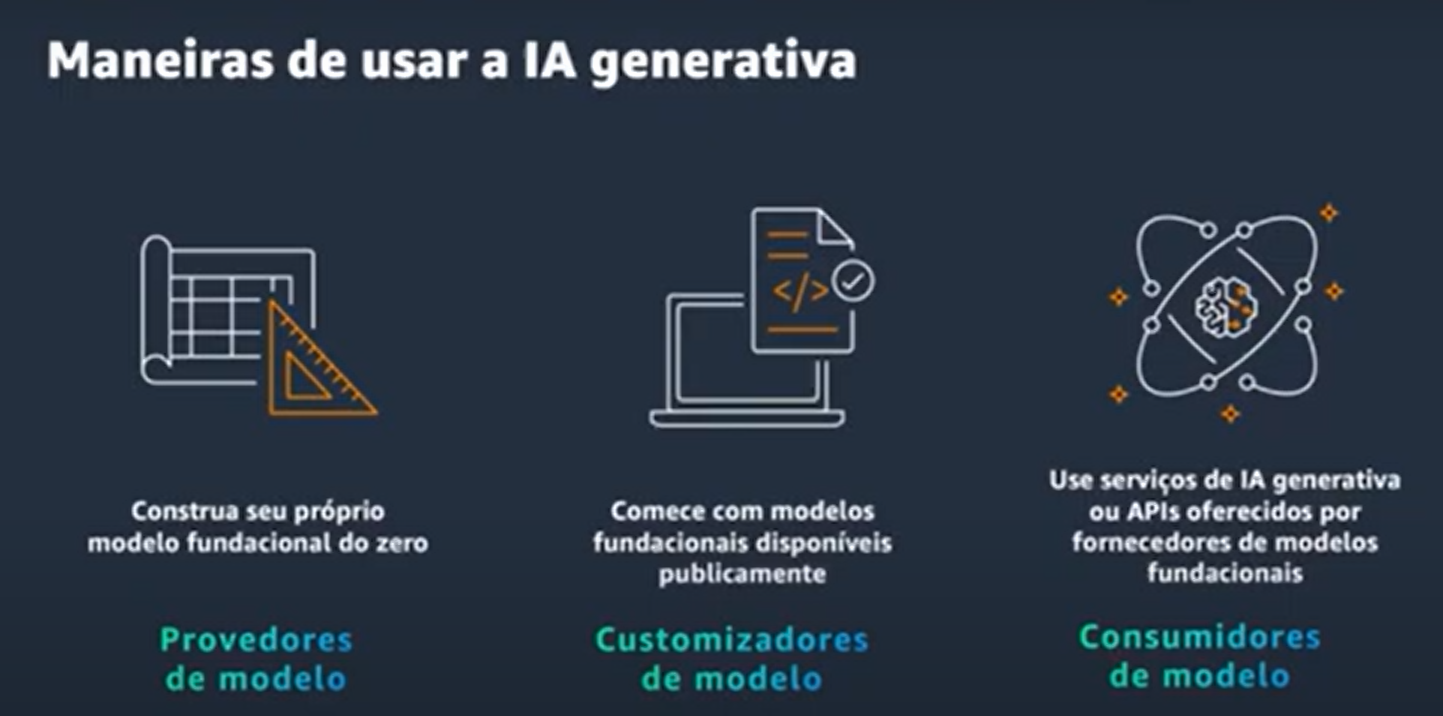 Maneiras de usar a IA generativa
</>
Construa seu próprio
modelo fundacional do zero
Provedores
de modelo
Comece com modelos
fundacionais disponíveis
publicamente
Customizadores
de modelo
Use serviços de IA generativa
ou APIs oferecidos por
fornecedores de modelos
fundacionais
Consumidores
de modelo